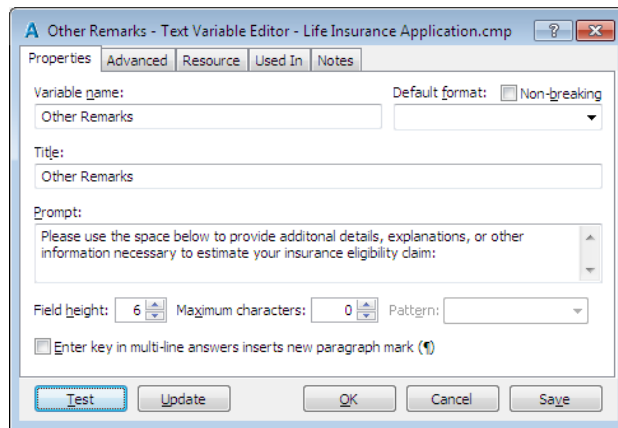 Other Remarks - Text Variable Editor - Life Insurance Application.cmp
Properties Advanced Resource Used In Notes
Variable name: Default format: Non-breaking
Other Remarks
Title:
Other Remarks
Prompt:
Please use the space below to provide additonal details, explanations, or other
information necessary to estimate your insurance eligibility claim:
Field height: 6 Maximum characters: 0 Pattern:
Enter key in multi-line answers inserts new paragraph mark (¶)
Test Update OK Cancel Save